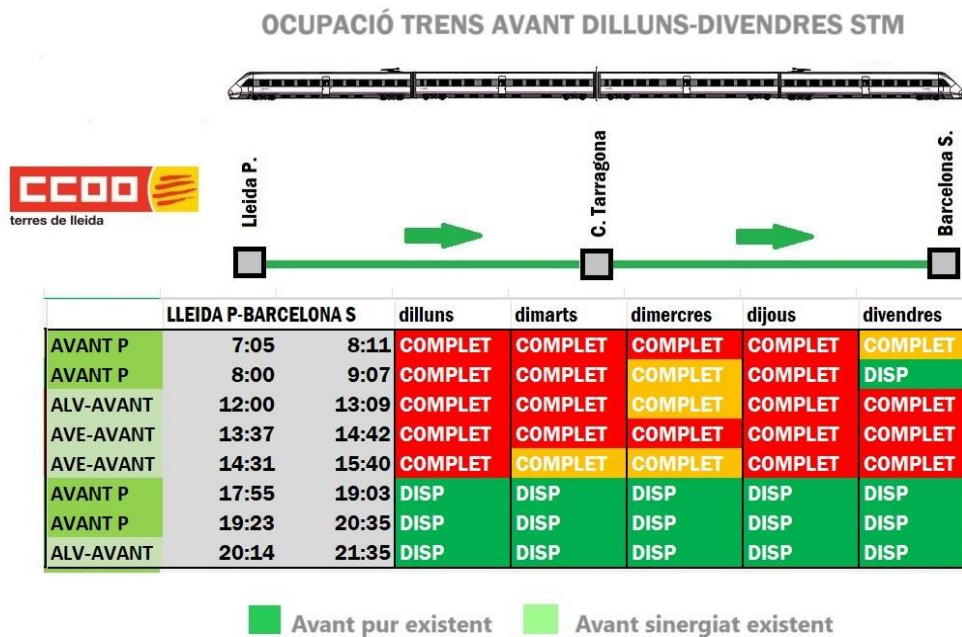 OCUPACIÓ TRENS AVANT DILLUNS-DIVENDRES STM
Lleida P.
C. Tarragona
Barcelona S.
CCOO
terres de lleida
LLEIDA P-BARCELONA S dilluns dimarts dimercres dijous divendres
AVANT P 7:05 8:11 COMPLET COMPLET COMPLET COMPLET COMPLET
AVANT P 8:00 9:07 COMPLET COMPLET COMPLET COMPLET DISP
ALV-AVANT 12:00 13:09 COMPLET COMPLET COMPLET COMPLET COMPLET
AVE-AVANT 13:37 14:42 COMPLET COMPLET COMPLET COMPLET COMPLET
AVE-AVANT 14:31 15:40 COMPLET COMPLET COMPLET COMPLET COMPLET
AVANT P 17:55 19:03 DISP DISP DISP DISP DISP
AVANT P 19:23 20:35 DISP DISP DISP DISP DISP
ALV-AVANT 20:14 21:35 DISP DISP DISP DISP DISP
Avant pur existent Avant sinergiat existent